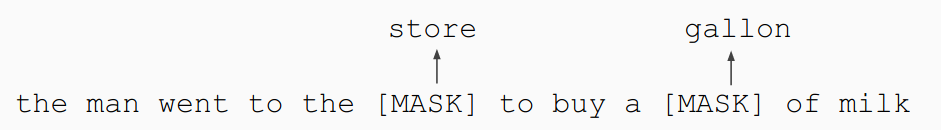 store gallon
the man went to the [MASK] to buy a [MASK] of milk